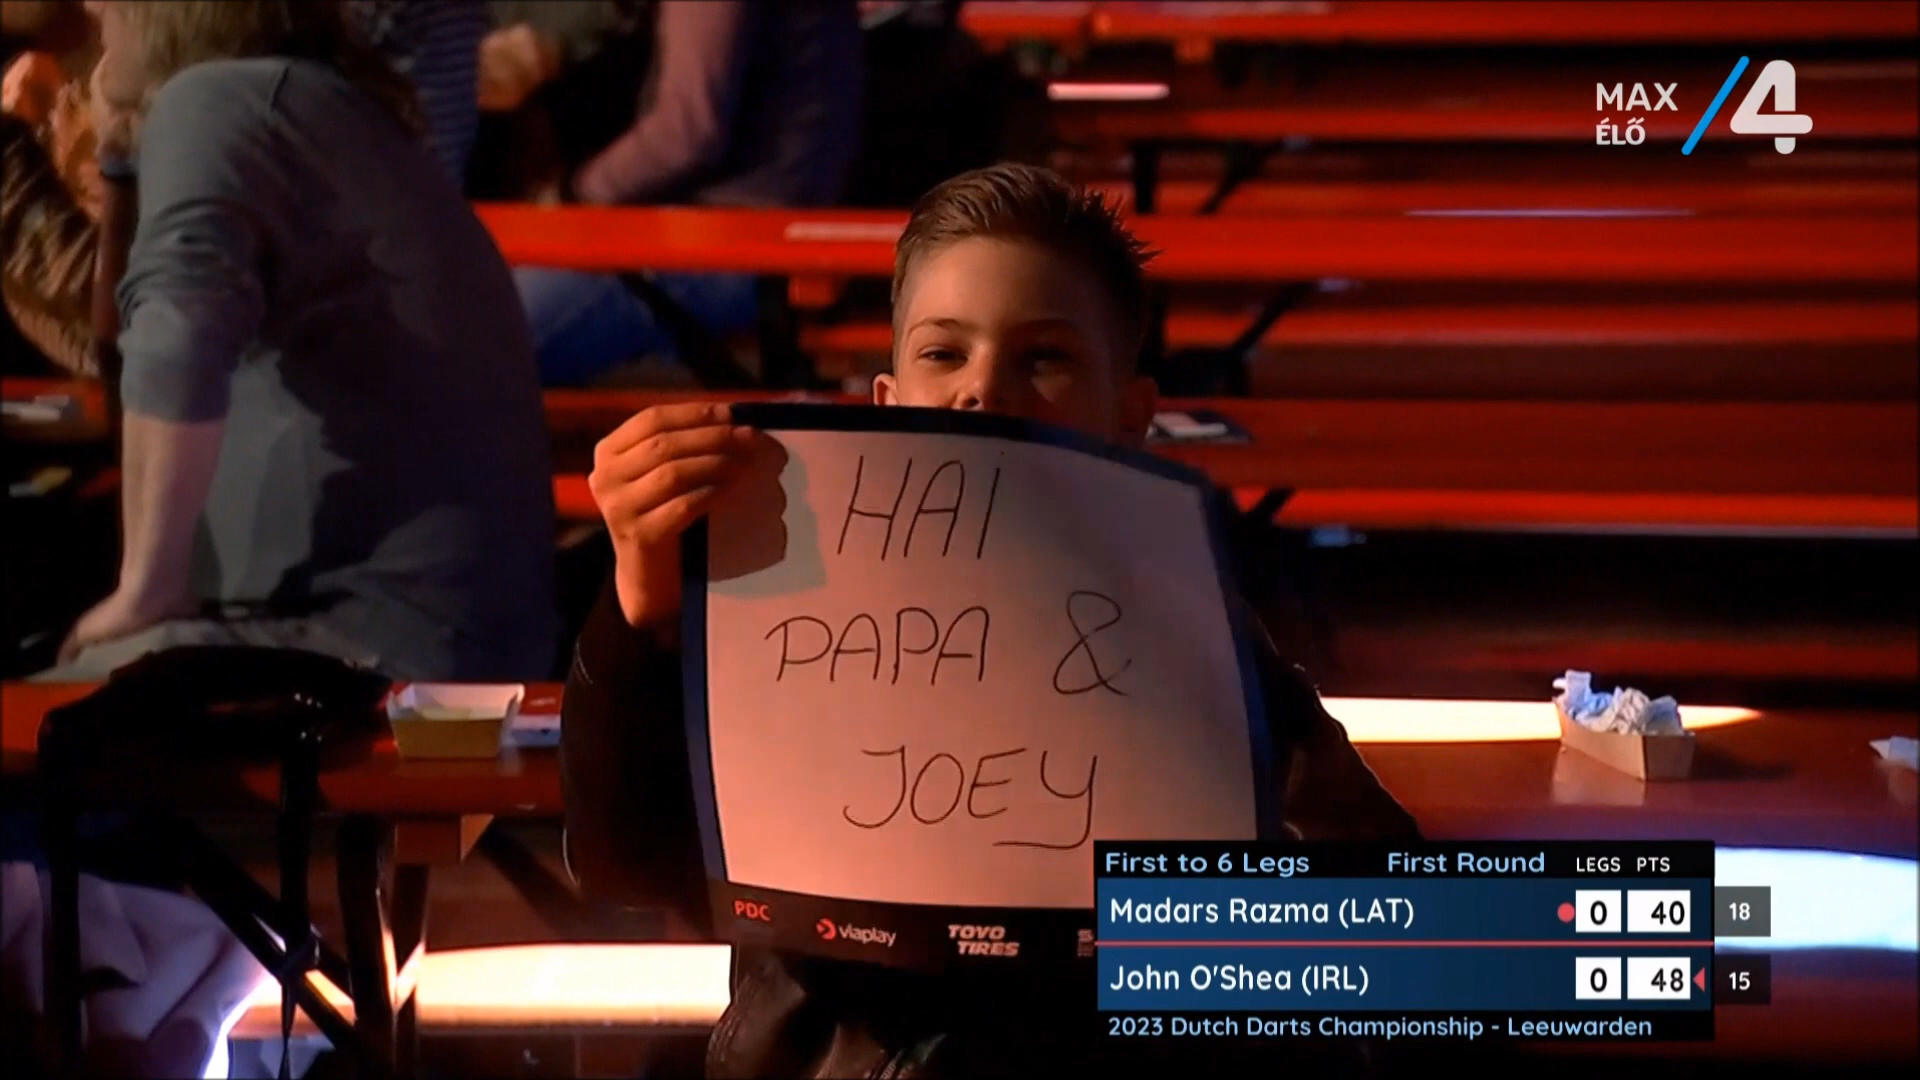 MAX
ÉLŐ
/4
HAI
PAPA &
JOEY
PDC
viaplay
TOYO
TIRES
First to 6 Legs First Round LEGS PTS
Madars Razma (LAT) 0 40 18
John O'Shea (IRL) 0 48 15
2023 Dutch Darts Championship - Leeuwarden